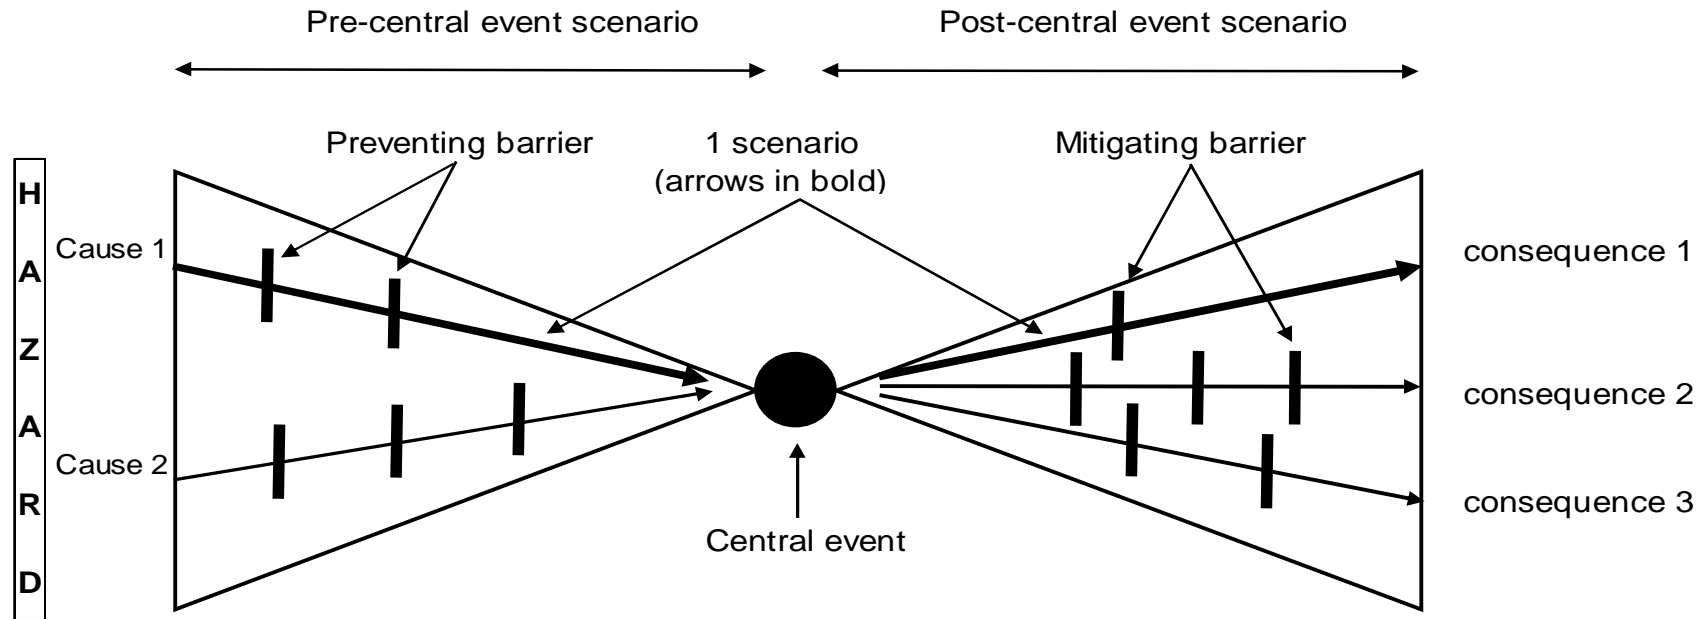 Pre-central event scenario
Post-central event scenario
Preventing barrier
1 scenario
(arrows in bold)
Mitigating barrier
H
A
Z
A
R
D
Cause 1
Cause 2
Central event
consequence 1
consequence 2
consequence 3